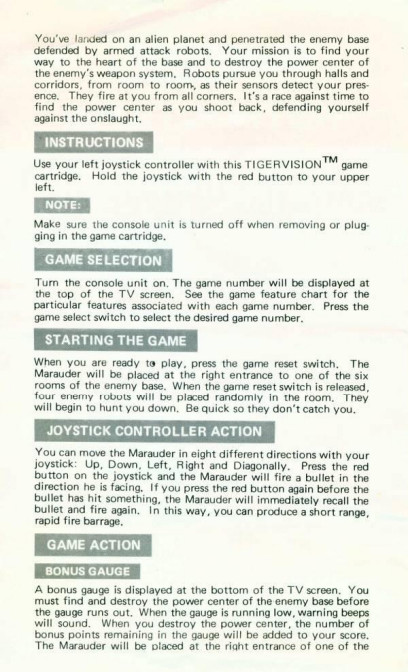 You've landed on an alien planet and penetrated the enemy base
defended by armed attack robots. Your mission is to find your
way to the heart of the base and to destroy the power center of
the enemy's weapon system. Robots pursue you through halls and
corridors, from room to room, as their sensors detect your pres-
ence. They fire at you from all corners. It's a race against time to
find the power center as you shoot back, defending yourself
against the onslaught.
INSTRUCTIONS
Use your left joystick controller with this TIGERVISION™ game
cartridge. Hold the joystick with the red button to your upper
left.
NOTE:
Make sure the console unit is turned off when removing or plug-
ging in the game cartridge.
GAME SELECTION
Turn the console unit on. The game number will be displayed at
the top of the TV screen. See the game feature chart for the
particular features associated with each game number. Press the
game select switch to select the desired game number.
STARTING THE GAME
When you are ready to play, press the game reset switch. The
Marauder will be placed at the right entrance to one of the six
rooms of the enemy base. When the game reset switch is released,
four enemy robots will be placed randomly in the room. They
will begin to hunt you down. Be quick so they don't catch you.
JOYSTICK CONTROLLER ACTION
You can move the Marauder in eight different directions with your
joystick: Up, Down, Left, Right and Diagonally. Press the red
button on the joystick and the Marauder will fire a bullet in the
direction he is facing. If you press the red button again before the
bullet has hit something, the Marauder will immediately recall the
bullet and fire again. In this way, you can produce a short range,
rapid fire barrage.
GAME ACTION
BONUS GAUGE
A bonus gauge is displayed at the bottom of the TV screen. You
must find and destroy the power center of the enemy base before
the gauge runs out. When the gauge is running low, warning beeps
will sound. When you destroy the power center, the number of
bonus points remaining in the gauge will be added to your score.
The Marauder will be placed at the right entrance of one of the